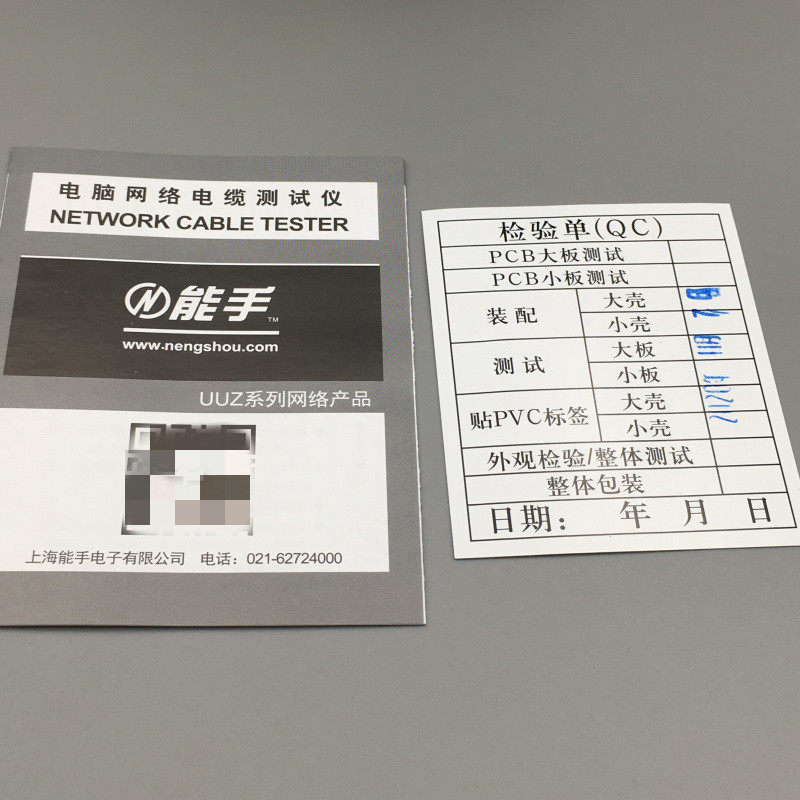 电脑网络电缆测试仪
NETWORK CABLE TESTER
N能手™
www.nengshou.com
UUZ系列网络产品
上海能手电子有限公司 电话：021-62724000
检验单(QC)
PCB大板测试
PCB小板测试
装配
大壳
小壳
测试
大板
小板
贴PVC标签
大壳
小壳
外观检验/整体测试
整体包装
日期： 年 月 日